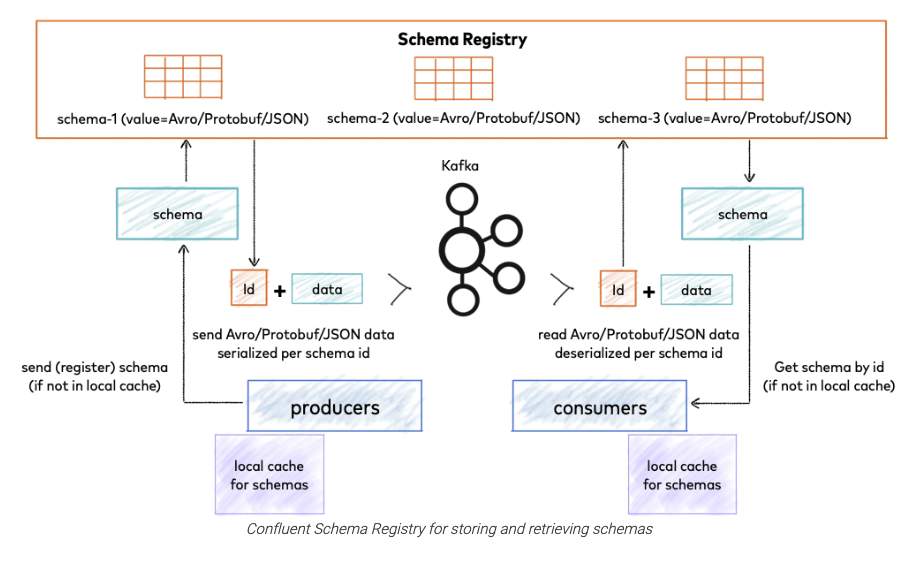 Schema Registry
schema-1 (value=Avro/Protobuf/JSON)
schema-2 (value=Avro/Protobuf/JSON)
schema-3 (value=Avro/Protobuf/JSON)
Kafka
schema
schema
Id + data
Id + data
send Avro/Protobuf/JSON data
serialized per schema id
read Avro/Protobuf/JSON data
deserialized per schema id
send (register) schema
(if not in local cache)
Get schema by id
(if not in local cache)
producers
consumers
local cache
for schemas
local cache
for schemas
Confluent Schema Registry for storing and retrieving schemas